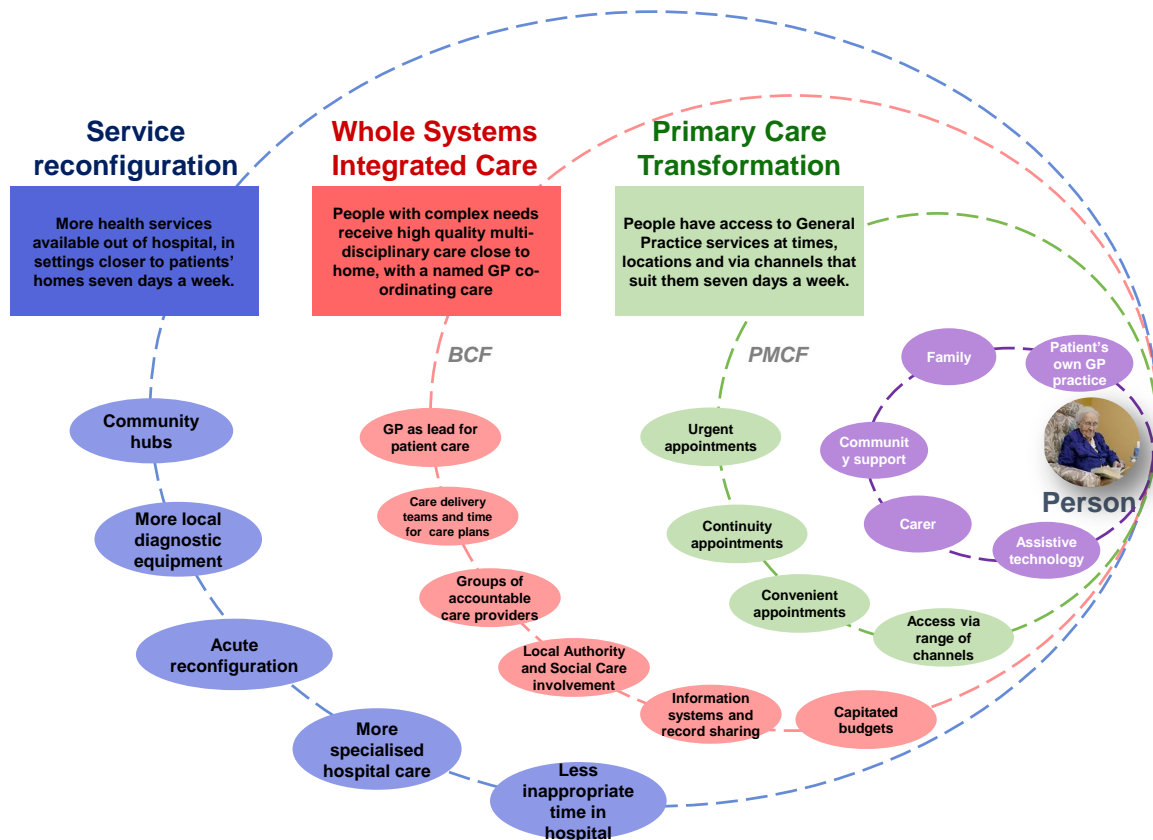 Service
reconfiguration
Whole Systems
Integrated Care
Primary Care
Transformation
More health services
available out of hospital, in
settings closer to patients’
homes seven days a week.
People with complex needs
receive high quality multi-
disciplinary care close to
home, with a named GP co-
ordinating care
People have access to General
Practice services at times,
locations and via channels that
suit them seven days a week.
BCF
PMCF
Community
hubs
More local
diagnostic
equipment
Acute
reconfiguration
More
specialised
hospital care
Less
inappropriate
time in
hospital
GP as lead for
patient care
Care delivery
teams and time
for care plans
Groups of
accountable
care providers
Local Authority
and Social Care
involvement
Information
systems and
record sharing
Capitated
budgets
Urgent
appointments
Continuity
appointments
Convenient
appointments
Access via
range of
channels
Family
Patient’s
own GP
practice
Communit
y support
Carer
Assistive
technology
Person